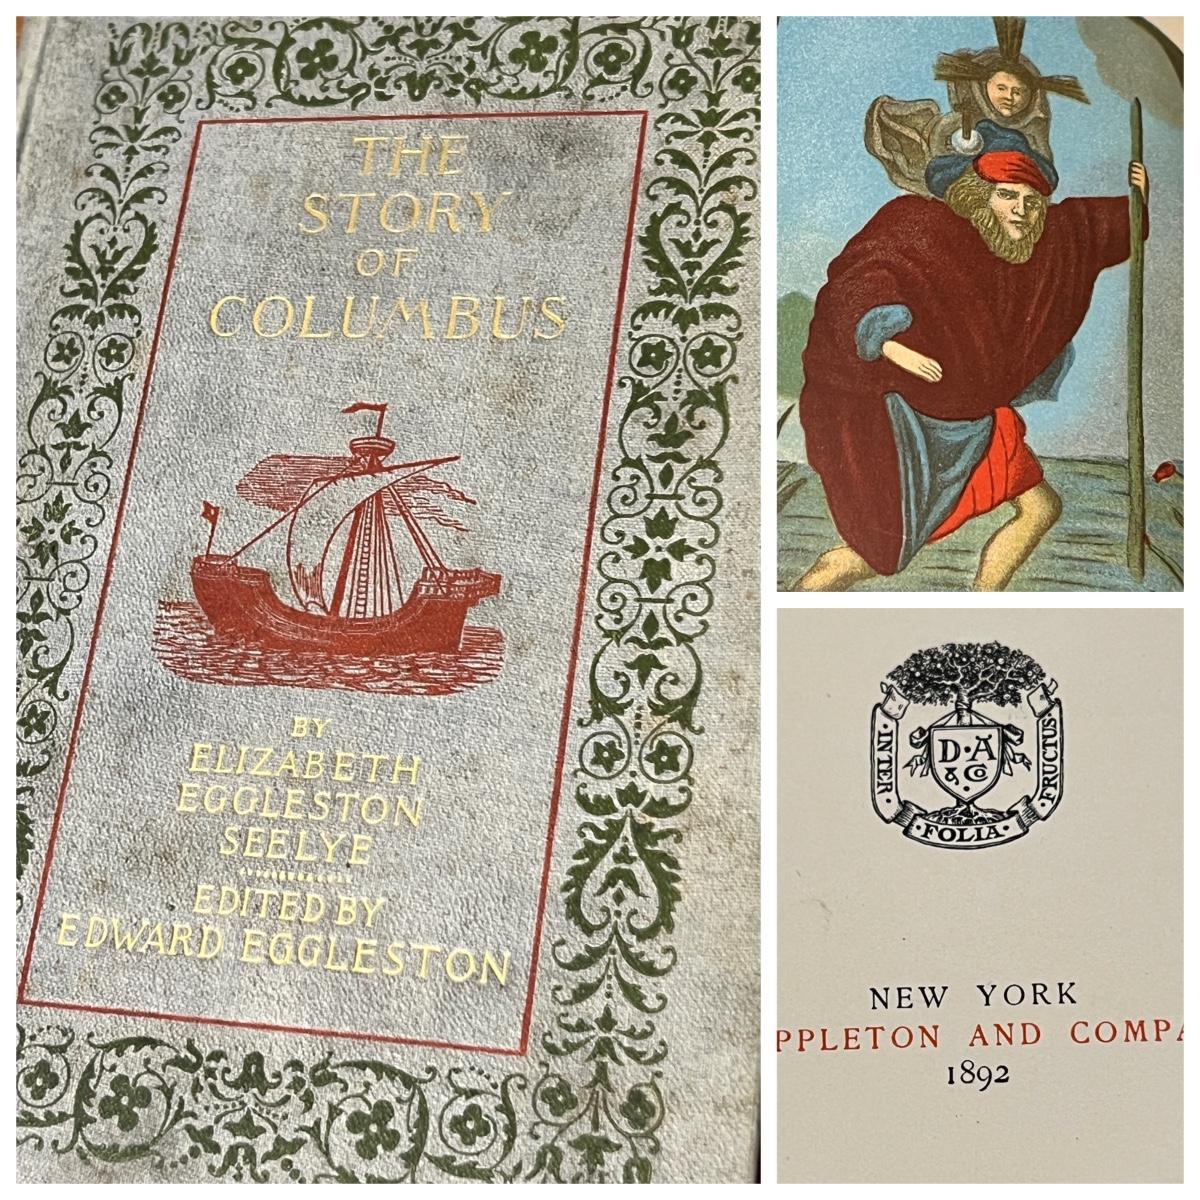 THE
STORY
OF
COLUMBUS
BY
ELIZABETH
EGGLESTON
SEELYE
EDITED BY
EDWARD EGGLESTON
D·A
& Co
·INTER·
·FOLIA·
FRUCTUS·
NEW YORK
PPLETON AND COMPA
1892